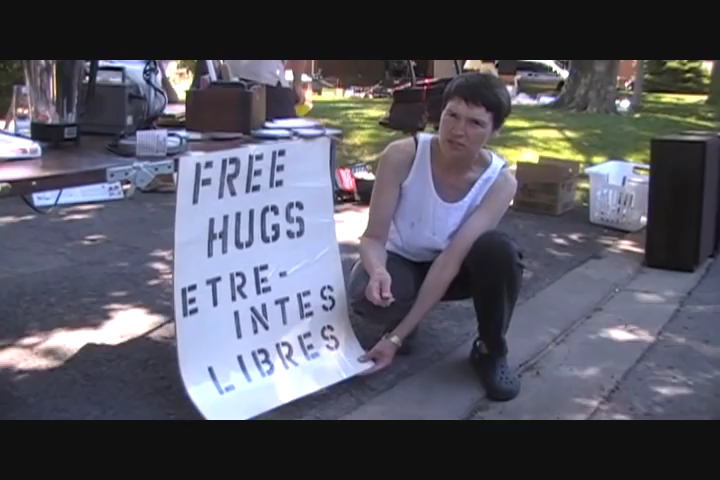 FREE
HUGS
ETRE-
INTES
LIBRES